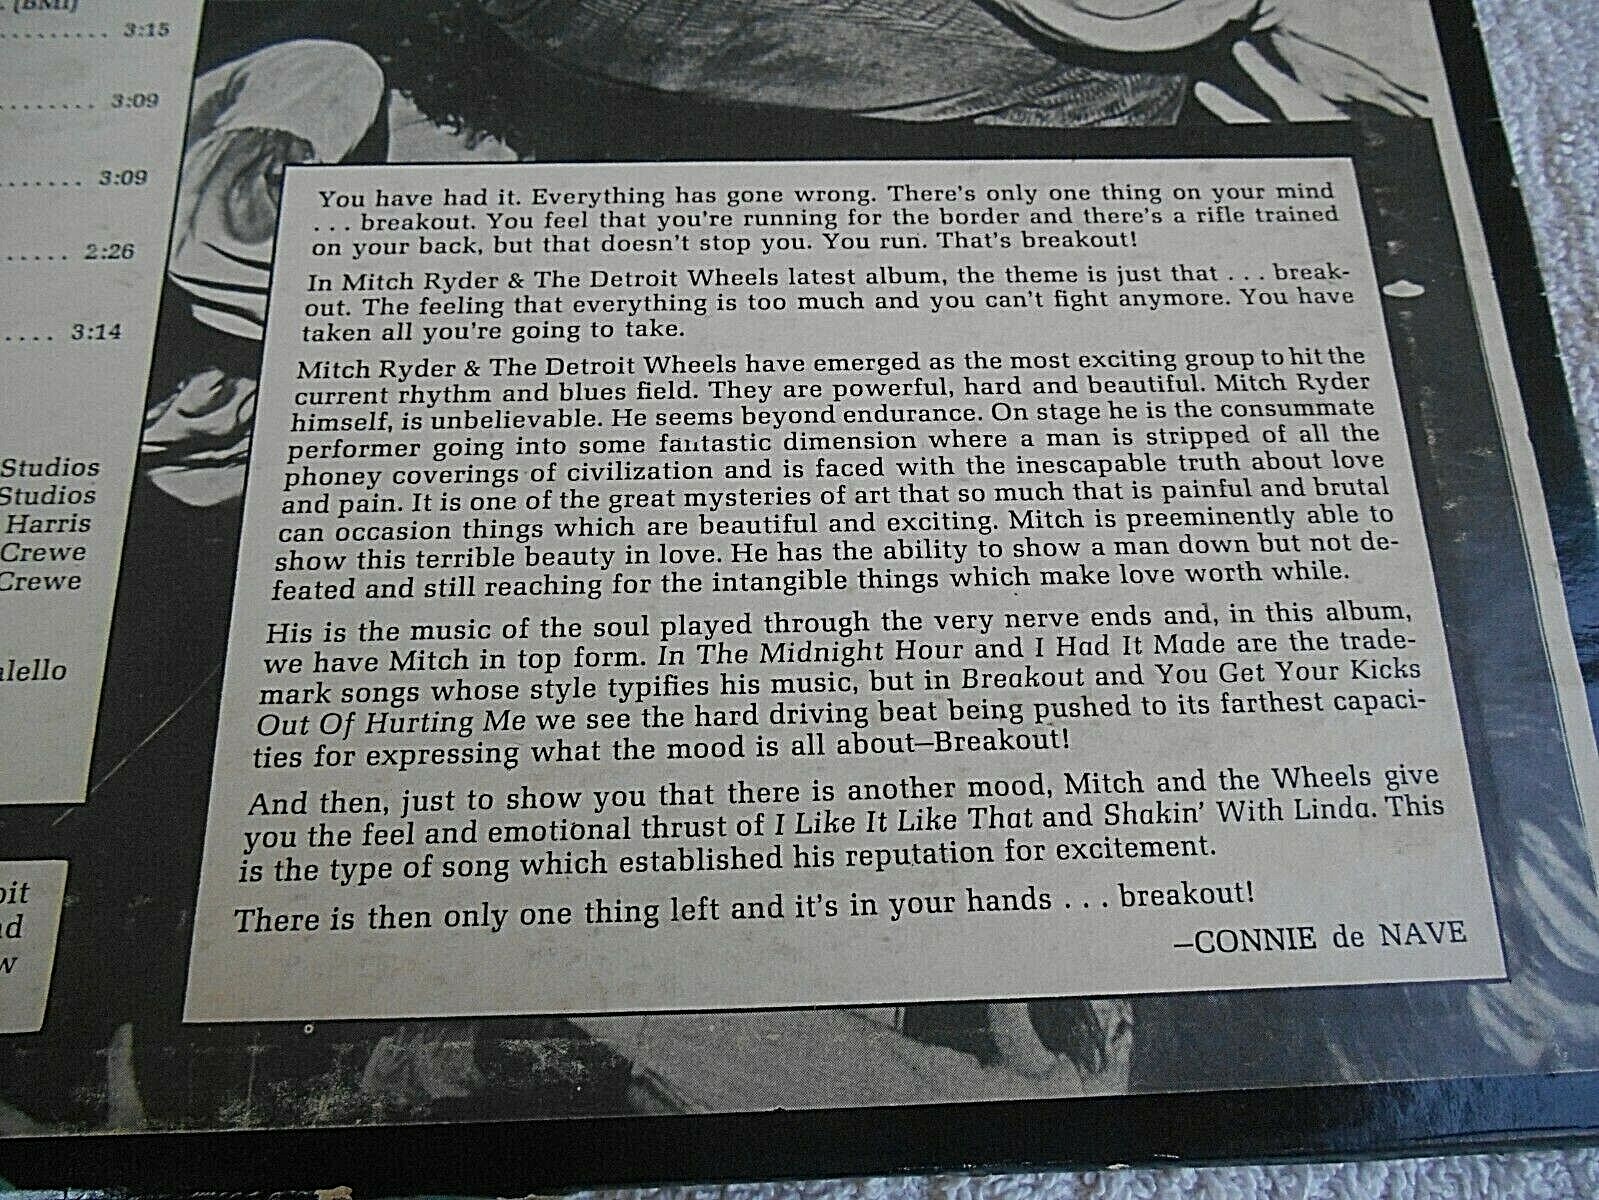 . (BMI)
......... 3:15
........ 3:09
...... 3:09
..... 2:26
.... 3:14
Studios
Studios
Harris
Crewe
Crewe
You have had it. Everything has gone wrong. There's only one thing on your mind
. . . breakout. You feel that you're running for the border and there's a rifle trained
on your back, but that doesn't stop you. You run. That's breakout!
In Mitch Ryder & The Detroit Wheels latest album, the theme is just that . . . break-
out. The feeling that everything is too much and you can't fight anymore. You have
taken all you're going to take.
Mitch Ryder & The Detroit Wheels have emerged as the most exciting group to hit the
current rhythm and blues field. They are powerful, hard and beautiful. Mitch Ryder
himself, is unbelievable. He seems beyond endurance. On stage he is the consummate
performer going into some fantastic dimension where a man is stripped of all the
phoney coverings of civilization and is faced with the inescapable truth about love
and pain. It is one of the great mysteries of art that so much that is painful and brutal
can occasion things which are beautiful and exciting. Mitch is preeminently able to
show this terrible beauty in love. He has the ability to show a man down but not de-
feated and still reaching for the intangible things which make love worth while.
His is the music of the soul played through the very nerve ends and, in this album,
we have Mitch in top form. In The Midnight Hour and I Had It Made are the trade-
mark songs whose style typifies his music, but in Breakout and You Get Your Kicks
Out Of Hurting Me we see the hard driving beat being pushed to its farthest capaci-
ties for expressing what the mood is all about—Breakout!
And then, just to show you that there is another mood, Mitch and the Wheels give
you the feel and emotional thrust of I Like It Like That and Shakin' With Linda. This
is the type of song which established his reputation for excitement.
There is then only one thing left and it's in your hands . . . breakout!
—CONNIE de NAVE